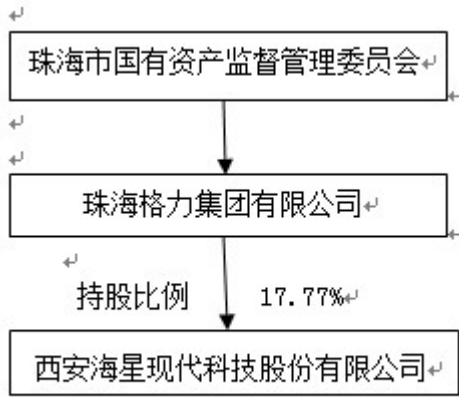 珠海市国有资产监督管理委员会
珠海格力集团有限公司
持股比例 17.77%
西安海星现代科技股份有限公司